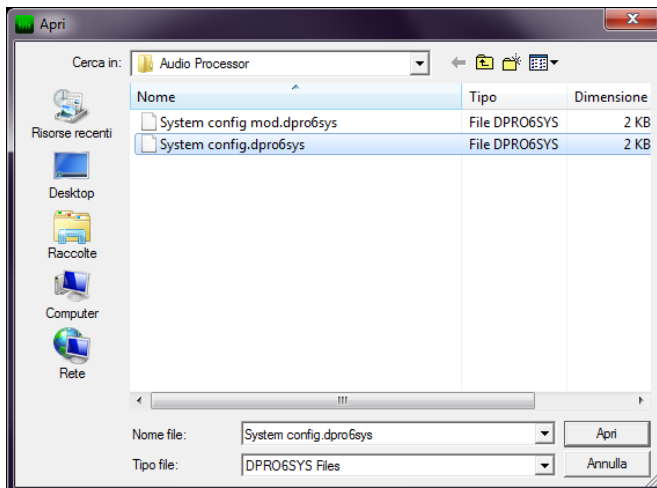 Apri
Cerca in: Audio Processor
Nome Tipo Dimensione
System config mod.dpro6sys File DPRO6SYS 2 KB
System config.dpro6sys File DPRO6SYS 2 KB
Risorse recenti
Desktop
Raccolte
Computer
Rete
Nome file: System config.dpro6sys Apri
Tipo file: DPRO6SYS Files Annulla